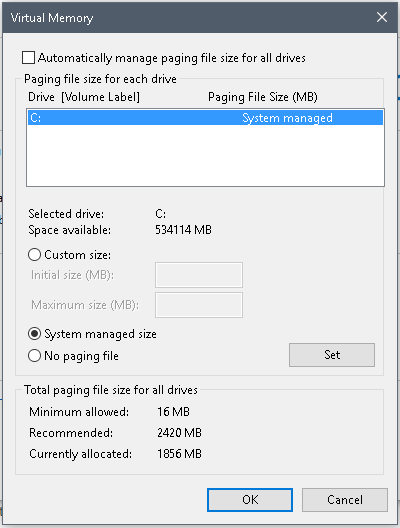 Virtual Memory
Automatically manage paging file size for all drives
Paging file size for each drive
Drive [Volume Label] Paging File Size (MB)
C: System managed
Selected drive: C:
Space available: 534114 MB
Custom size:
Initial size (MB):
Maximum size (MB):
System managed size
No paging file Set
Total paging file size for all drives
Minimum allowed: 16 MB
Recommended: 2420 MB
Currently allocated: 1856 MB
OK Cancel